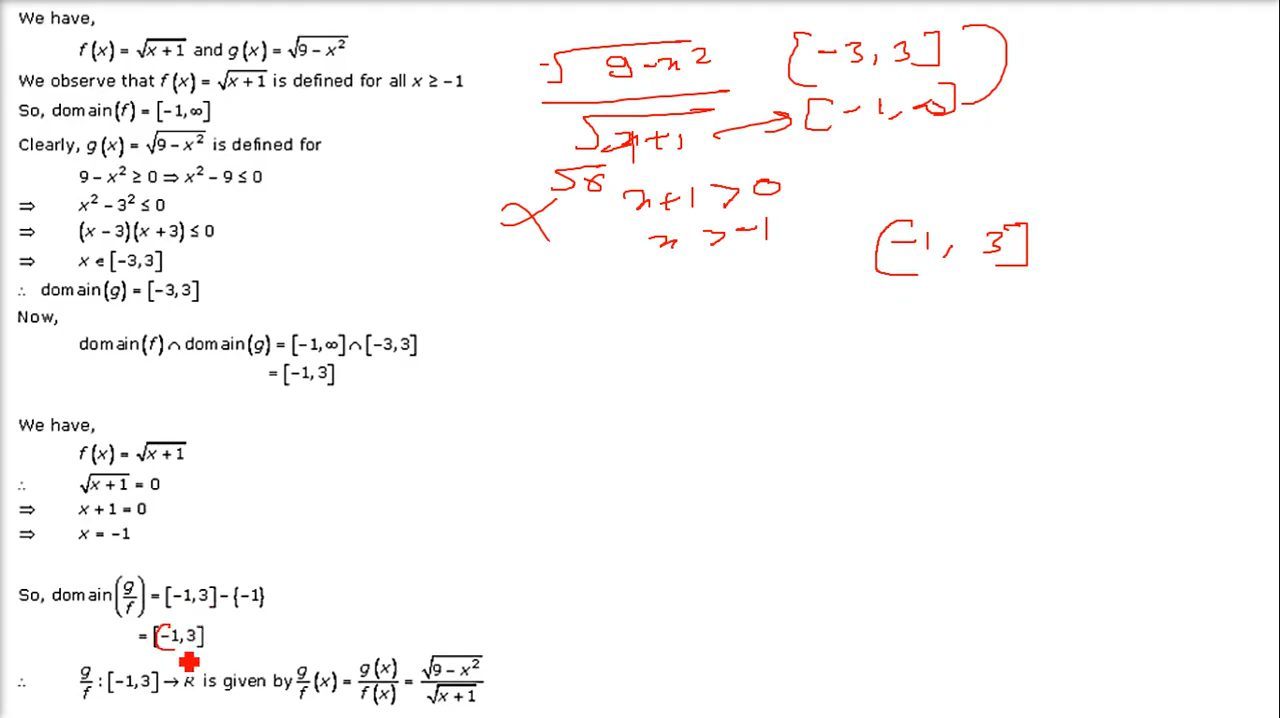 We have,
f(x) = √x+1 and g(x) = √9−x²
We observe that f(x) = √x+1 is defined for all x ≥ −1
So, domain(f) = [−1,∞]
Clearly, g(x) = √9−x² is defined for
9−x² ≥ 0 ⇒ x²−9 ≤ 0
⇒ x²−3² ≤ 0
⇒ (x−3)(x+3) ≤ 0
⇒ x ∊ [−3,3]
∴ domain(g) = [−3,3]
Now,
domain(f) ∩ domain(g) = [−1,∞] ∩ [−3,3]
= [−1,3]
We have,
f(x) = √x+1
∴ √x+1 = 0
⇒ x+1 = 0
⇒ x = −1
So, domain(g/f) = [−1,3]−{−1}
= [−1,3]
∴ g/f : [−1,3] → R is given by g/f(x) = g(x)/f(x) = √9−x²/√x+1
√9−x²
√x+1
[−3, 3]
[−1, ∞]
x+1 > 0
x > −1
(−1, 3]